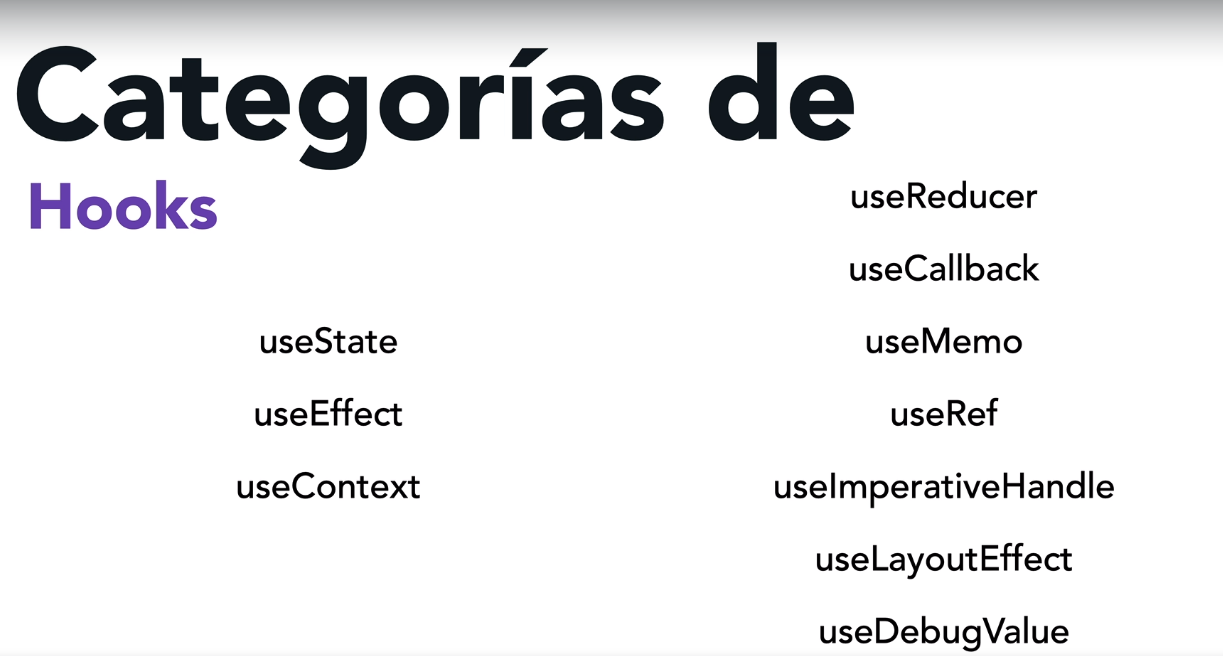 Categorías de
Hooks
useState
useEffect
useContext
useReducer
useCallback
useMemo
useRef
useImperativeHandle
useLayoutEffect
useDebugValue